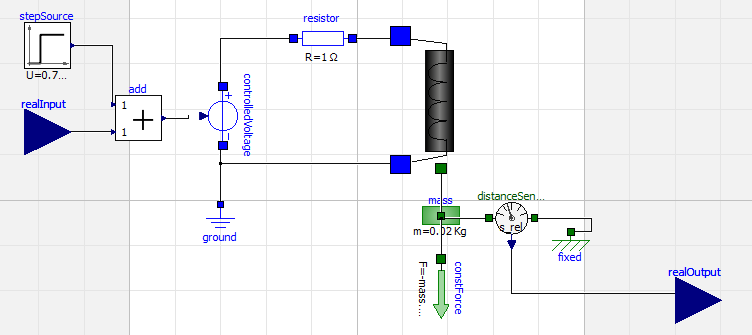 stepSource
U=0.7...
realInput
add
1
+
1
resistor
R=1 Ω
+
-
controlledVoltage
ground
mass
m=0.02 Kg
distanceSen...
s_rel
fixed
constForce
F=-mass....
realOutput